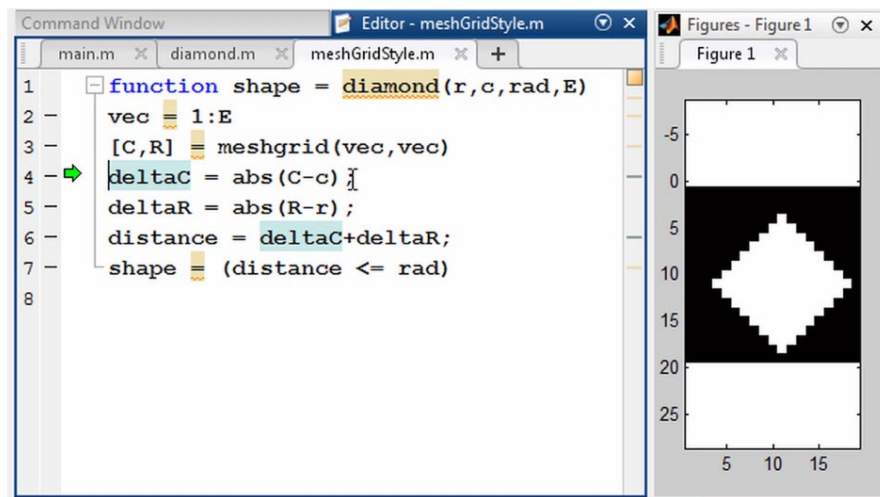 Command Window
Editor - meshGridStyle.m
main.m
diamond.m
meshGridStyle.m
+
1 function shape = diamond(r,c,rad,E)
2 vec = 1:E
3 [C,R] = meshgrid(vec,vec)
4 deltaC = abs(C-c);
5 deltaR = abs(R-r);
6 distance = deltaC+deltaR;
7 shape = (distance <= rad)
8
Figures - Figure 1
Figure 1
-5
0
5
10
15
20
25
5 10 15